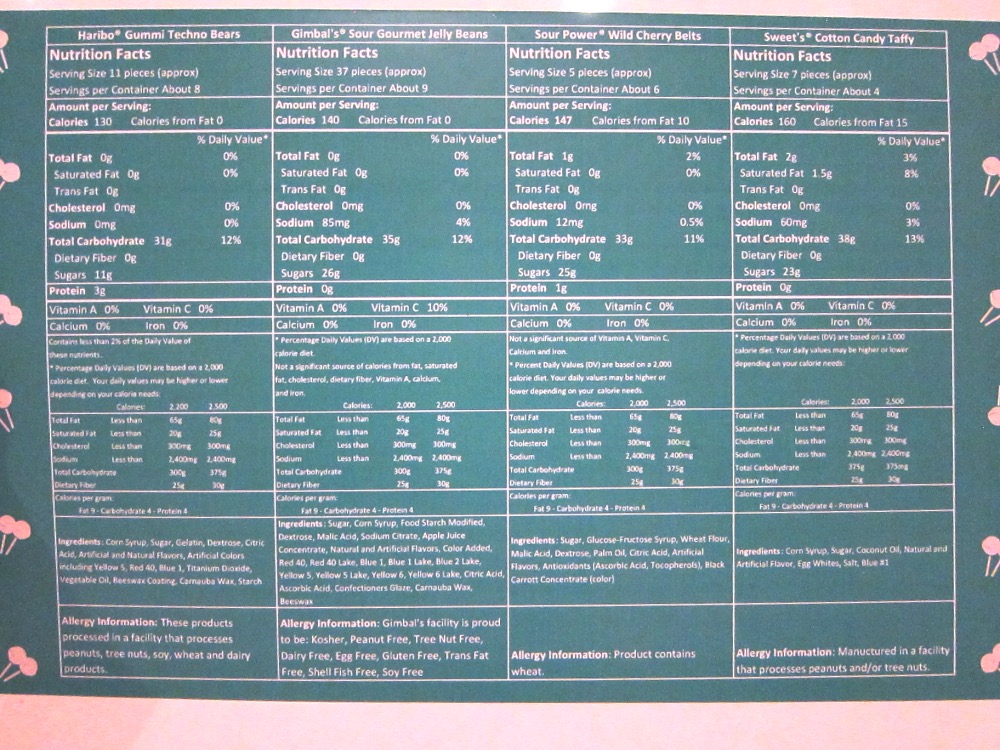 Haribo® Gummi Techno Bears
Nutrition Facts
Serving Size 11 pieces (approx)
Servings per Container About 8
Amount per Serving:
Calories 130 Calories from Fat 0
% Daily Value*
Total Fat 0g 0%
Saturated Fat 0g 0%
Trans Fat 0g
Cholesterol 0mg 0%
Sodium 0mg 0%
Total Carbohydrate 31g 12%
Dietary Fiber 0g
Sugars 11g
Protein 3g
Vitamin A 0% Vitamin C 0%
Calcium 0% Iron 0%
Contains less than 2% of the Daily Value of
these nutrients.
* Percentage Daily Values (DV) are based on a 2,000
calorie diet. Your daily values may be higher or lower
depending on your calorie needs:
Calories: 2,200 2,500
Total Fat Less than 65g 80g
Saturated Fat Less than 20g 25g
Cholesterol Less than 300mg 300mg
Sodium Less than 2,400mg 2,400mg
Total Carbohydrate 300g 375g
Dietary Fiber 25g 30g
Calories per gram:
Fat 9 - Carbohydrate 4 - Protein 4
Ingredients: Corn Syrup, Sugar, Gelatin, Dextrose, Citric
Acid, Artificial and Natural Flavors, Artificial Colors
including Yellow 5, Red 40, Blue 1, Titanium Dioxide,
Vegetable Oil, Beeswax Coating, Carnauba Wax, Starch
Allergy Information: These products
processed in a facility that processes
peanuts, tree nuts, soy, wheat and dairy
products.
Gimbal's® Sour Gourmet Jelly Beans
Nutrition Facts
Serving Size 37 pieces (approx)
Servings per Container About 9
Amount per Serving:
Calories 140 Calories from Fat 0
% Daily Value*
Total Fat 0g 0%
Saturated Fat 0g 0%
Trans Fat 0g
Cholesterol 0mg 0%
Sodium 85mg 4%
Total Carbohydrate 35g 12%
Dietary Fiber 0g
Sugars 26g
Protein 0g
Vitamin A 0% Vitamin C 10%
Calcium 0% Iron 0%
* Percentage Daily Values (DV) are based on a 2,000
calorie diet.
Not a significant source of calories from fat, saturated
fat, cholesterol, dietary fiber, Vitamin A, calcium,
and iron.
Calories: 2,000 2,500
Total Fat Less than 65g 80g
Saturated Fat Less than 20g 25g
Cholesterol Less than 300mg 300mg
Sodium Less than 2,400mg 2,400mg
Total Carbohydrate 300g 375g
Dietary Fiber 25g 30g
Calories per gram:
Fat 9 - Carbohydrate 4 - Protein 4
Ingredients: Sugar, Corn Syrup, Food Starch Modified,
Dextrose, Malic Acid, Sodium Citrate, Apple Juice
Concentrate, Natural and Artificial Flavors, Color Added,
Red 40, Red 40 Lake, Blue 1, Blue 1 Lake, Blue 2 Lake,
Yellow 5, Yellow 5 Lake, Yellow 6, Yellow 6 Lake, Citric Acid,
Ascorbic Acid, Confectioners Glaze, Carnauba Wax,
Beeswax
Allergy Information: Gimbal's facility is proud
to be: Kosher, Peanut Free, Tree Nut Free,
Dairy Free, Egg Free, Gluten Free, Trans Fat
Free, Shell Fish Free, Soy Free
Sour Power® Wild Cherry Belts
Nutrition Facts
Serving Size 5 pieces (approx)
Servings per Container About 6
Amount per Serving:
Calories 147 Calories from Fat 10
% Daily Value*
Total Fat 1g 2%
Saturated Fat 0g 0%
Trans Fat 0g
Cholesterol 0mg 0%
Sodium 12mg 0.5%
Total Carbohydrate 33g 11%
Dietary Fiber 0g
Sugars 25g
Protein 1g
Vitamin A 0% Vitamin C 0%
Calcium 0% Iron 0%
Not a significant source of Vitamin A, Vitamin C,
Calcium and Iron.
* Percent Daily Values (DV) are based on a 2,000
calorie diet. Your daily values may be higher or
lower depending on your calorie needs:
Calories: 2,000 2,500
Total Fat Less than 65g 80g
Saturated Fat Less than 20g 25g
Cholesterol Less than 300mg 300mg
Sodium Less than 2,400mg 2,400mg
Total Carbohydrate 300g 375g
Dietary Fiber 25g 30g
Calories per gram:
Fat 9 - Carbohydrate 4 - Protein 4
Ingredients: Sugar, Glucose-Fructose Syrup, Wheat Flour,
Malic Acid, Dextrose, Palm Oil, Citric Acid, Artificial
Flavors, Antioxidants (Ascorbic Acid, Tocopherols), Black
Carrott Concentrate (color)
Allergy Information: Product contains
wheat.
Sweet's® Cotton Candy Taffy
Nutrition Facts
Serving Size 7 pieces (approx)
Servings per Container About 4
Amount per Serving:
Calories 160 Calories from Fat 15
% Daily Value*
Total Fat 2g 3%
Saturated Fat 1.5g 8%
Trans Fat 0g
Cholesterol 0mg 0%
Sodium 60mg 3%
Total Carbohydrate 38g 13%
Dietary Fiber 0g
Sugars 23g
Protein 0g
Vitamin A 0% Vitamin C 0%
Calcium 0% Iron 0%
* Percentage Daily Values (DV) are based on a 2,000
calorie diet. Your daily values may be higher or lower
depending on your calorie needs:
Calories: 2,000 2,500
Total Fat Less than 65g 80g
Saturated Fat Less than 20g 25g
Cholesterol Less than 300mg 300mg
Sodium Less than 2,400mg 2,400mg
Total Carbohydrate 375g 375mg
Dietary Fiber 25g 30g
Calories per gram:
Fat 9 - Carbohydrate 4 - Protein 4
Ingredients: Corn Syrup, Sugar, Coconut Oil, Natural and
Artificial Flavor, Egg Whites, Salt, Blue #1
Allergy Information: Manuctured in a facility
that processes peanuts and/or tree nuts.